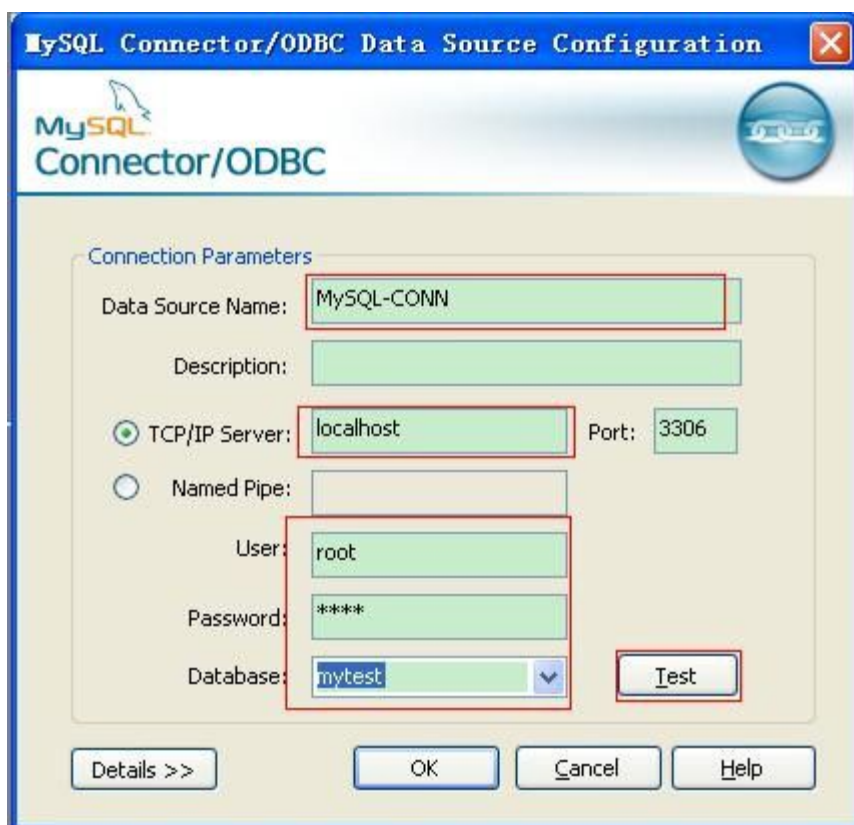 MySQL Connector/ODBC Data Source Configuration
MySQL
Connector/ODBC
Connection Parameters
Data Source Name: MySQL-CONN
Description:
TCP/IP Server: localhost Port: 3306
Named Pipe:
User: root
Password: ****
Database: mytest Test
Details >> OK Cancel Help